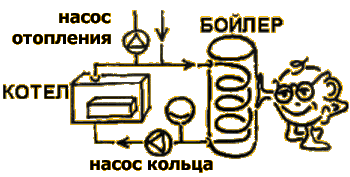 насос
отопления
БОЙЛЕР
КОТЕЛ
насос кольца